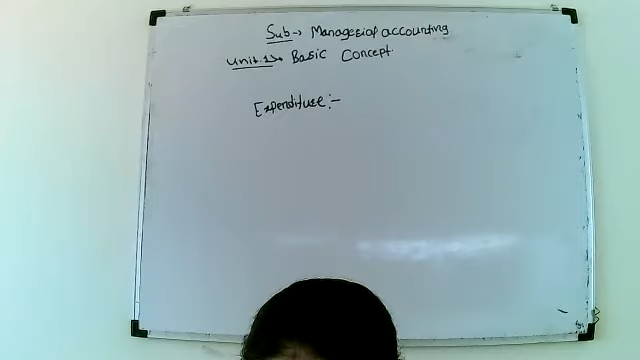 Sub → Managerial accounting
Unit:1 → Basic Concept
Expenditure:-